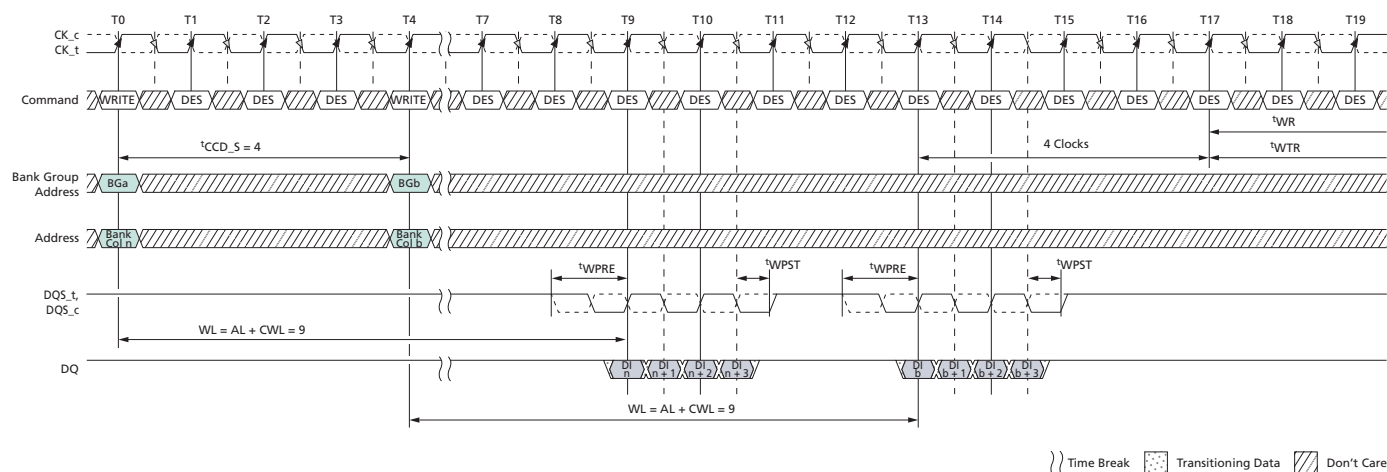 T0 T1 T2 T3 T4 T7 T8 T9 T10 T11 T12 T13 T14 T15 T16 T17 T18 T19
CK_c
CK_t
Command WRITE DES DES DES WRITE DES DES DES DES DES DES DES DES DES DES DES DES DES
tWR
tCCD_S = 4 4 Clocks tWTR
Bank Group
Address BGa BGb
Address Bank Col n Bank Col b
tWPRE tWPST tWPRE tWPST
DQS_t,
DQS_c
WL = AL + CWL = 9
DQ DI n DI n + 1 DI n + 2 DI n + 3 DI b DI b + 1 DI b + 2 DI b + 3
WL = AL + CWL = 9
Time Break Transitioning Data Don't Care